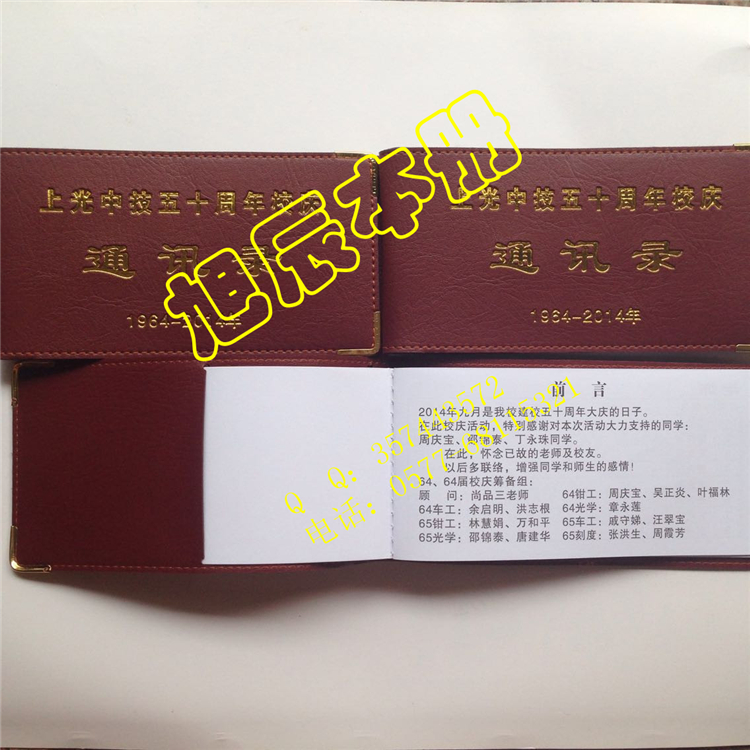 上光中技五十周年校庆
通讯录
1964-2014年
上光中技五十周年校庆
通讯录
1964-2014年
旭辰本册
前 言
2014年九月是我校建校五十周年大庆的日子。
在此校庆活动，特别感谢对本次活动大力支持的同学：
周庆宝、邵锦泰、丁永珠同学。
在此，怀念已故的老师及校友。
以后多联络，增强同学和师生的感情！
64、64届校庆筹备组：
顾 问：尚品三老师 64钳工：周庆宝、吴正炎、叶福林
64车工：余启明、洪志根 64光学：章永莲
65钳工：林慧娟、万和平 65车工：戚守娣、汪翠宝
65光学：邵锦泰、唐建华 65刻度：张洪生、周霞芳
Q Q：357443572
电话：